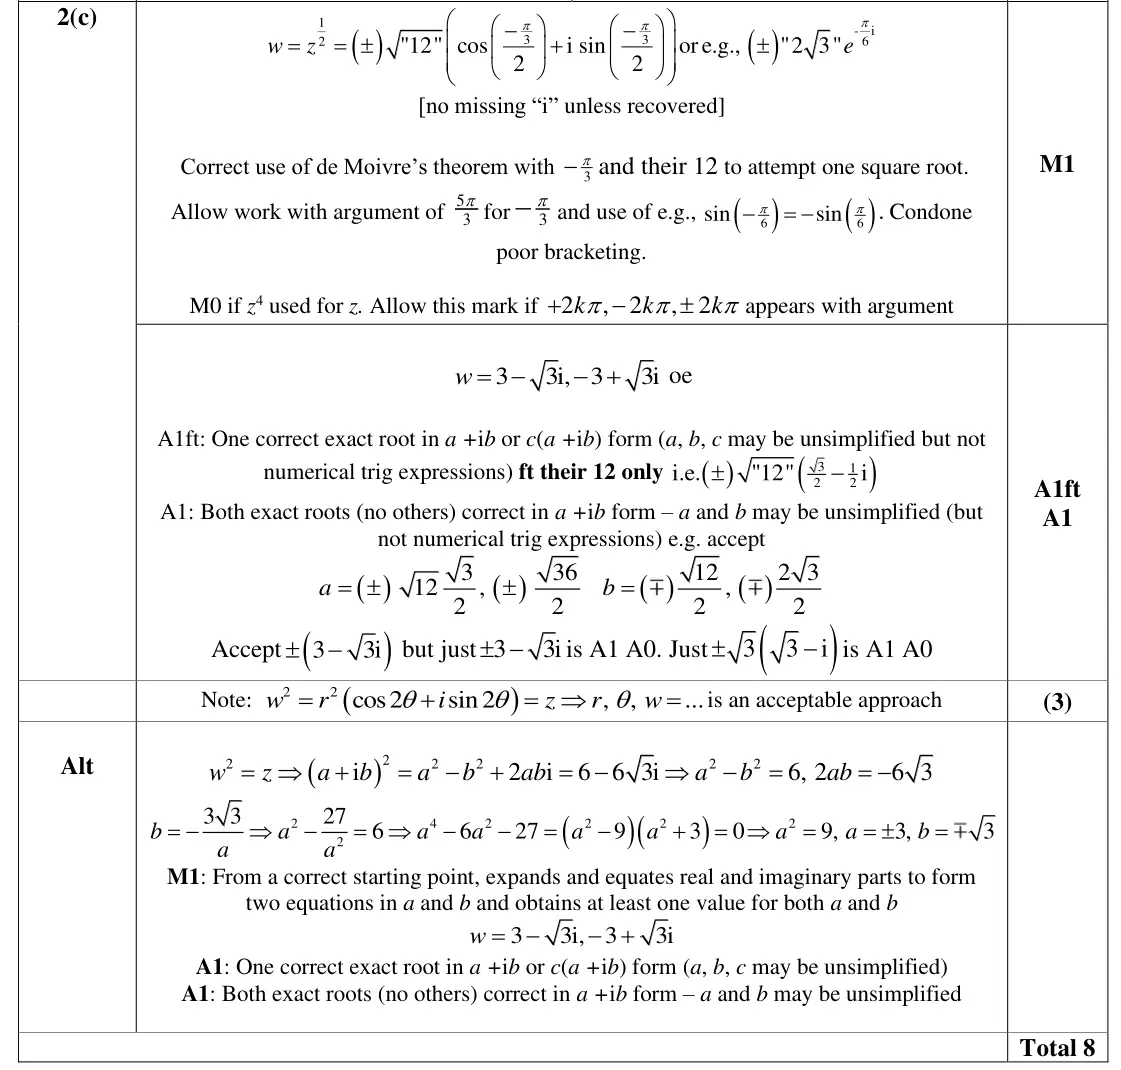 2(c)
w = z^{1/2} = (±) √"12" ( cos( (−π/3)/2 ) + i sin( (−π/3)/2 ) ) or e.g., (±) "2√3" e^{-π/6 i}
[no missing “i” unless recovered]
Correct use of de Moivre’s theorem with −π/3 and their 12 to attempt one square root.
M1
Allow work with argument of 5π/3 for −π/3 and use of e.g., sin(−π/6) = −sin(π/6). Condone
poor bracketing.
M0 if z⁴ used for z. Allow this mark if +2kπ, −2kπ, ±2kπ appears with argument
w = 3 − √3i, −3 + √3i oe
A1ft: One correct exact root in a +ib or c(a +ib) form (a, b, c may be unsimplified but not
numerical trig expressions) ft their 12 only i.e. (±) √"12" ( √3/2 − 1/2 i )
A1ft
A1
A1: Both exact roots (no others) correct in a +ib form – a and b may be unsimplified (but
not numerical trig expressions) e.g. accept
a = (±) √12 √3/2, (±) √36/2 b = (∓) √12/2, (∓) 2√3/2
Accept ±(3 − √3i) but just ±3 − √3i is A1 A0. Just ± √3(√3 − i) is A1 A0
Note: w² = r²(cos 2θ + i sin 2θ) = z ⇒ r, θ, w = ... is an acceptable approach
(3)
Alt
w² = z ⇒ (a + ib)² = a² − b² + 2abi = 6 − 6√3i ⇒ a² − b² = 6, 2ab = −6√3
b = − 3√3/a ⇒ a² − 27/a² = 6 ⇒ a⁴ − 6a² − 27 = (a² − 9)(a² + 3) = 0 ⇒ a² = 9, a = ±3, b = ∓√3
M1: From a correct starting point, expands and equates real and imaginary parts to form
two equations in a and b and obtains at least one value for both a and b
w = 3 − √3i, −3 + √3i
A1: One correct exact root in a +ib or c(a +ib) form (a, b, c may be unsimplified)
A1: Both exact roots (no others) correct in a +ib form – a and b may be unsimplified
Total 8